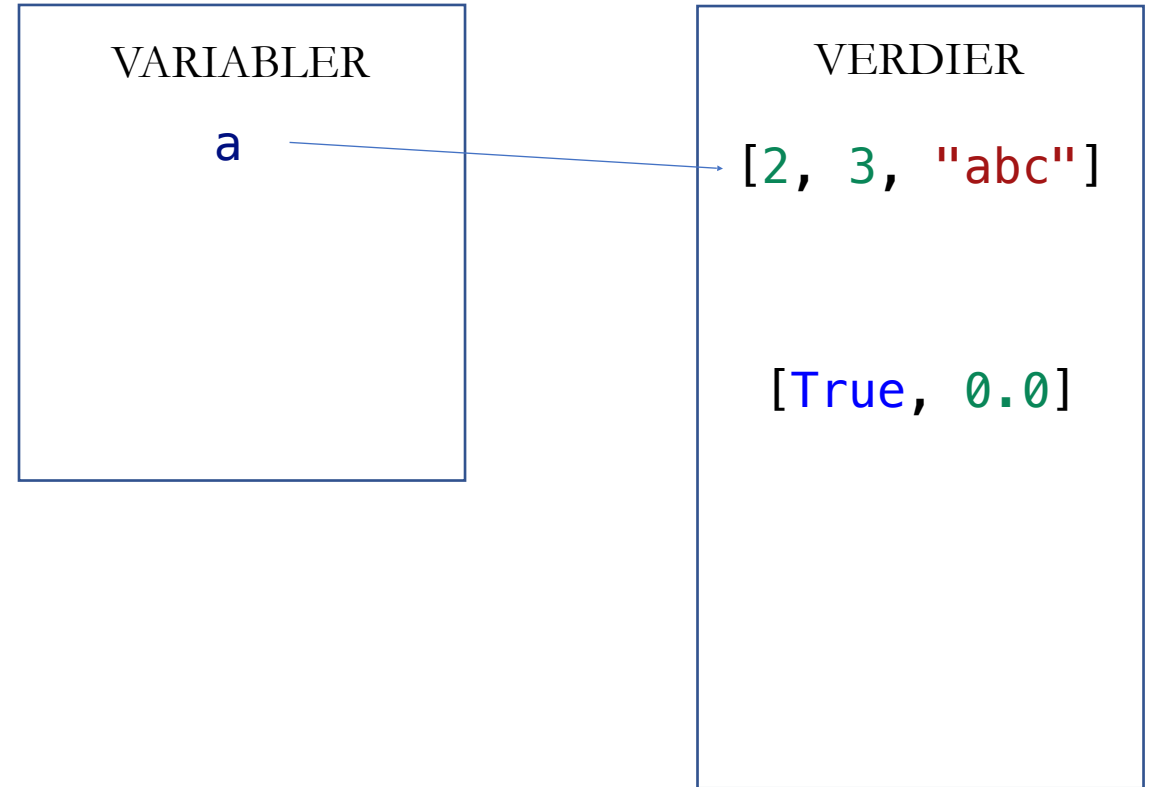 VARIABLER
a
VERDIER
[2, 3, "abc"]
[True, 0.0]